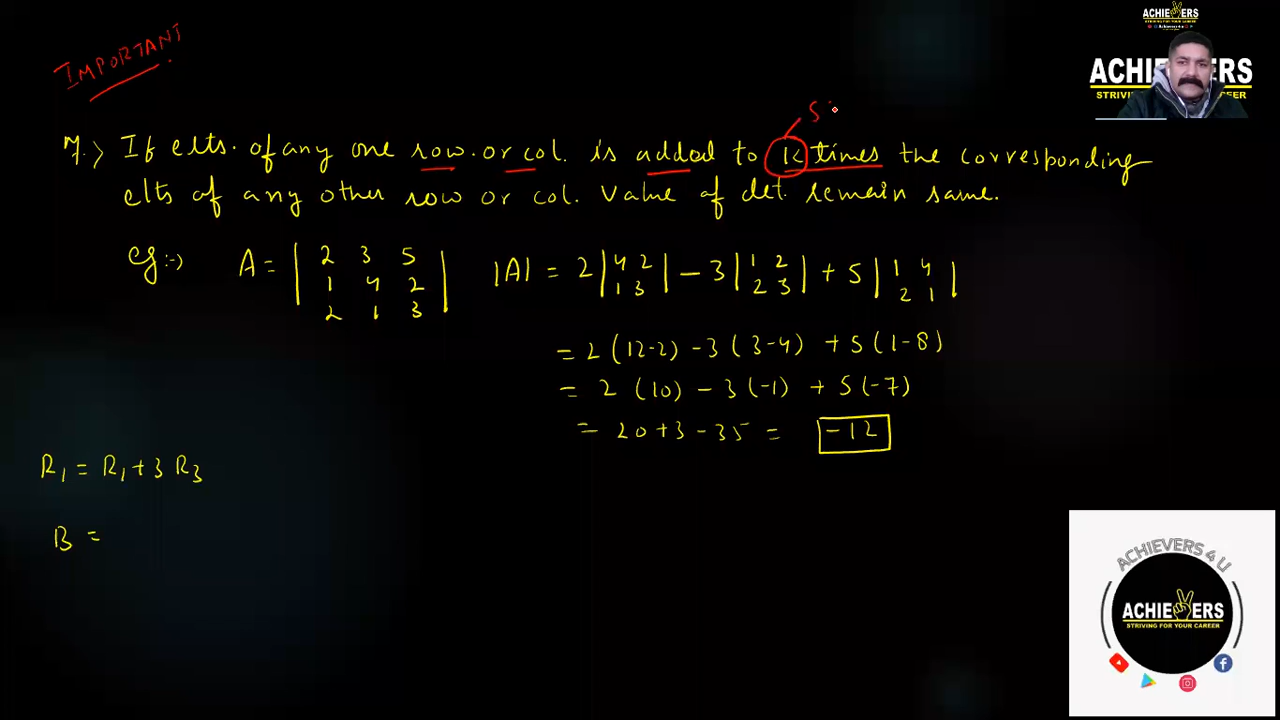 ACHIEVERS
STRIVING FOR YOUR CAREER
IMPORTANT
ACHIEVERS
7.) If elts. of any one row. or col. is added to K times the corresponding
elts of any other row or col. Value of det. remain same.
eg :-) A = | 2 3 5 | |A| = 2 | 4 2 | - 3 | 1 2 | + 5 | 1 4 |
| 1 4 2 | | 1 3 | | 2 3 | | 2 1 |
| 2 1 3 |
= 2 (12-2) - 3 (3-4) + 5 (1-8)
= 2 (10) - 3 (-1) + 5 (-7)
= 20 + 3 - 35 = -12
R1 = R1 + 3 R3
B =
ACHIEVERS 4 U
ACHIEVERS
STRIVING FOR YOUR CAREER